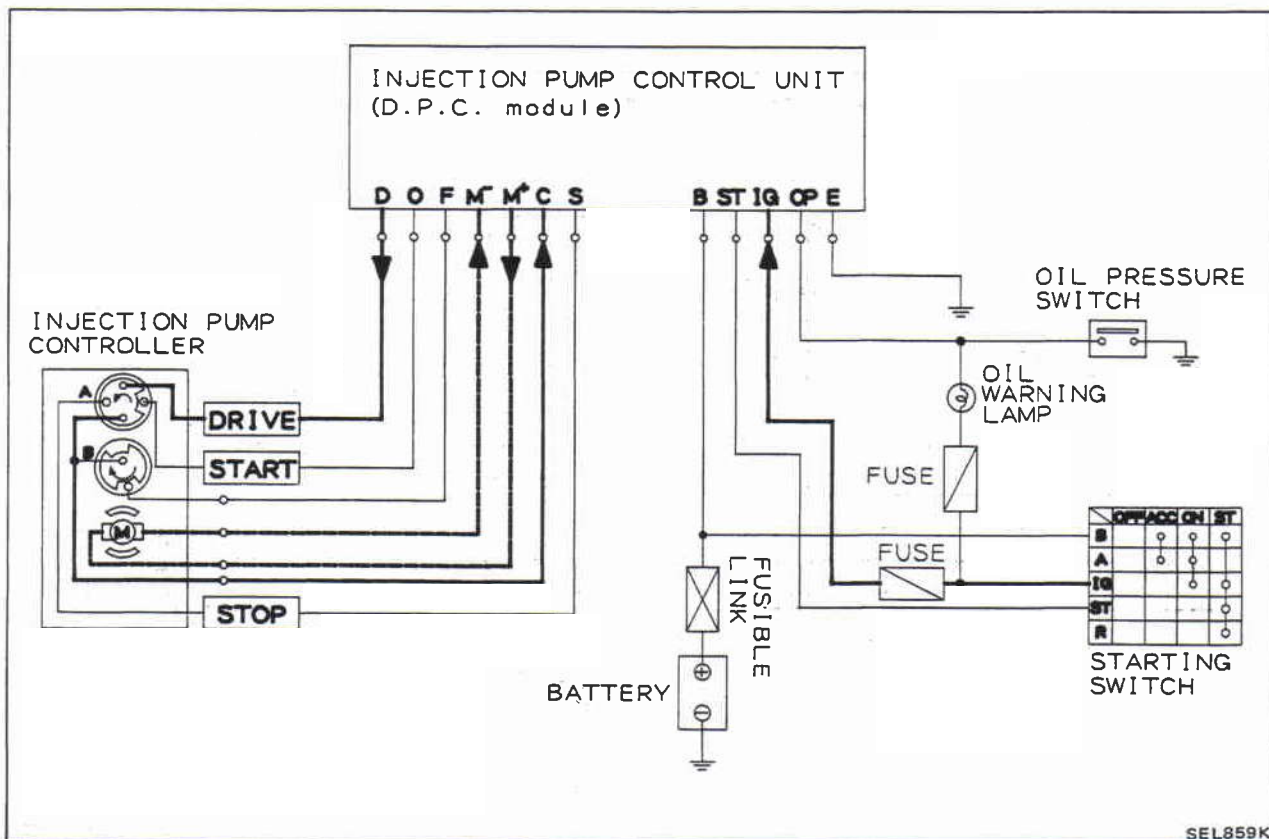 INJECTION PUMP CONTROL UNIT
(D.P.C. module)
D O F M⁻ M⁺ C S
B ST IG OP E
OIL PRESSURE
SWITCH
INJECTION PUMP
CONTROLLER
A
DRIVE
B
START
M
STOP
OIL
WARNING
LAMP
FUSE
FUSE
FUSIBLE
LINK
BATTERY
OFF ACC ON ST
B
A
IG
ST
R
STARTING
SWITCH
SEL859K